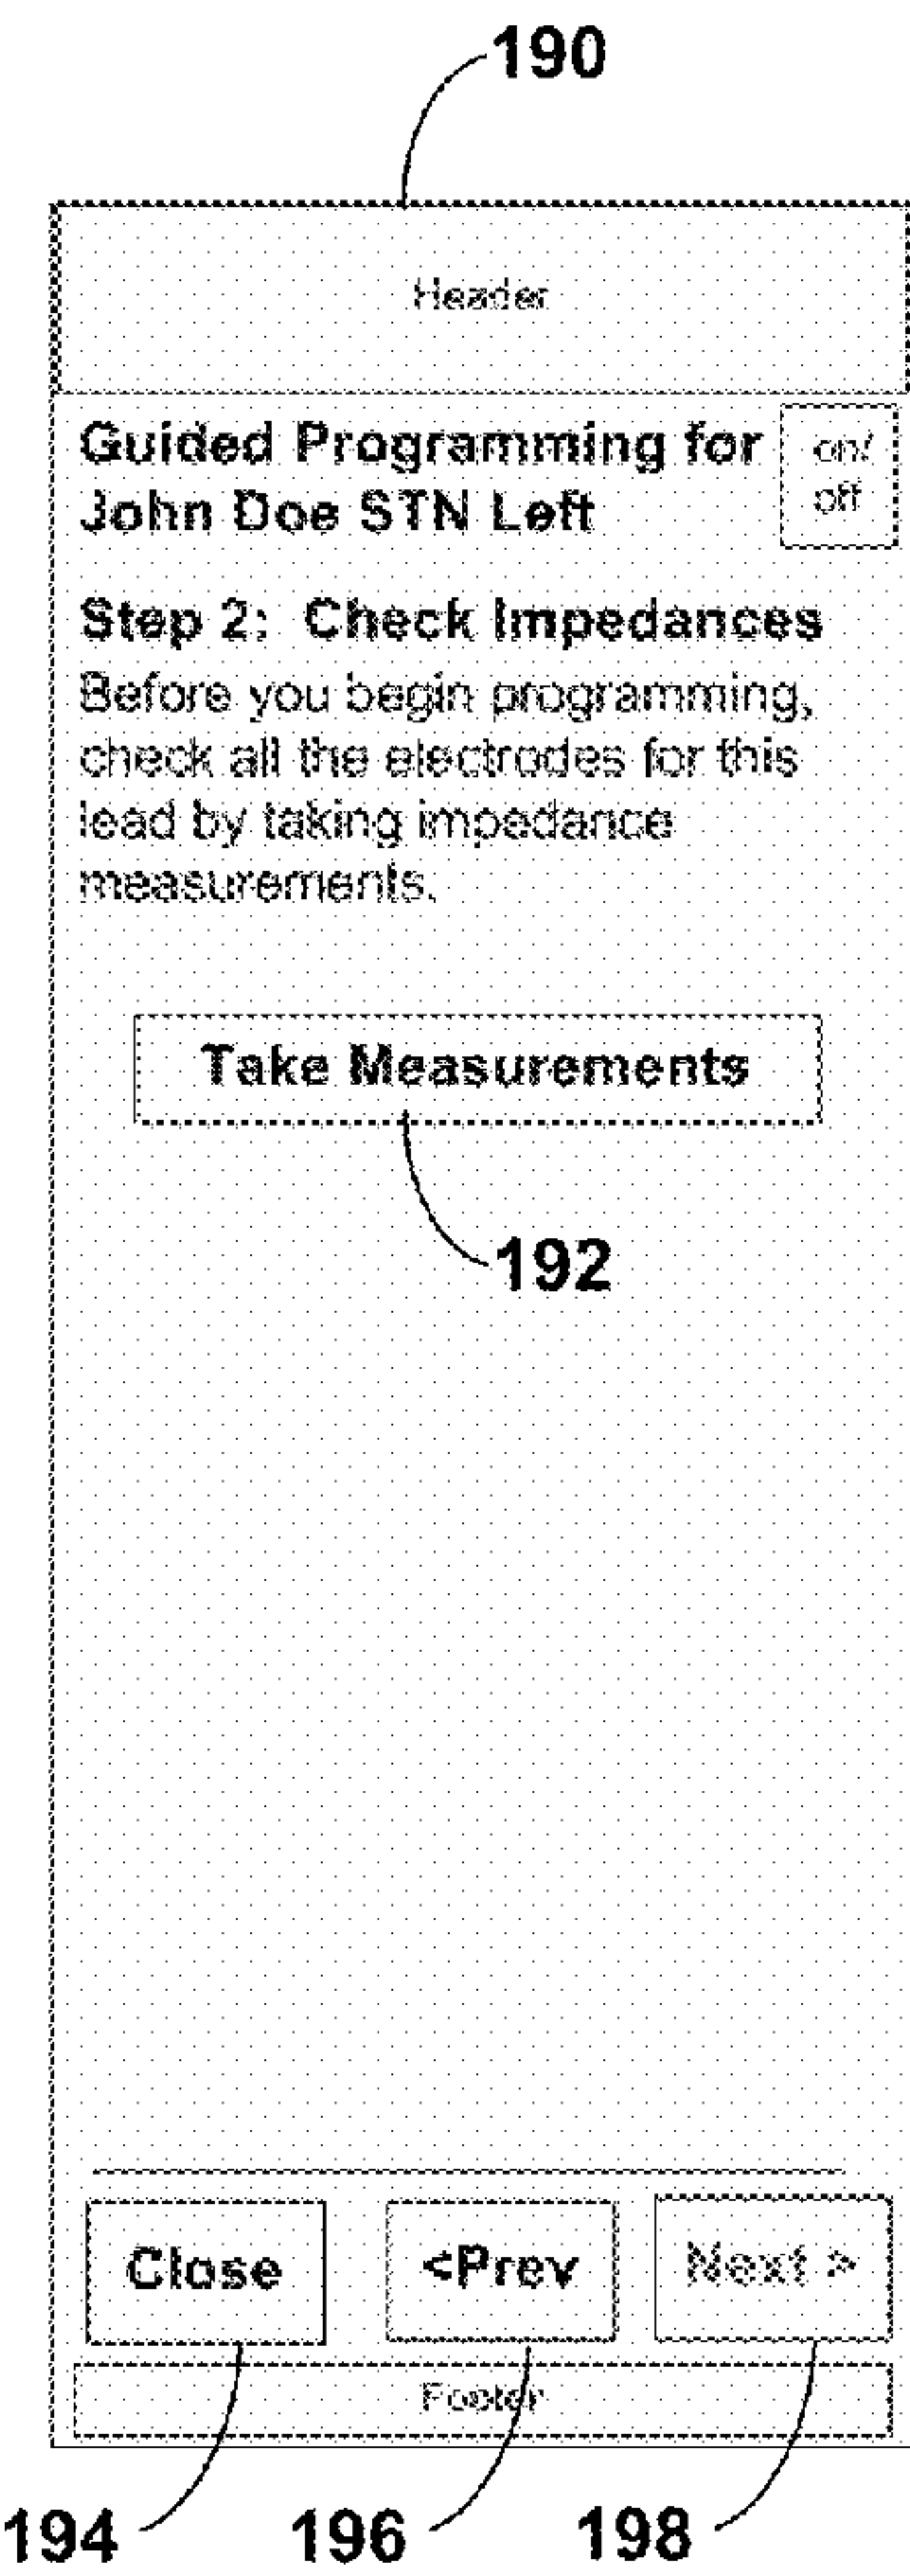 190
Header
Guided Programming for
John Doe STN Left
on/
off
Step 2: Check Impedances
Before you begin programming,
check all the electrodes for this
lead by taking impedance
measurements.
Take Measurements
192
Close
<Prev
Next >
Footer
194
196
198